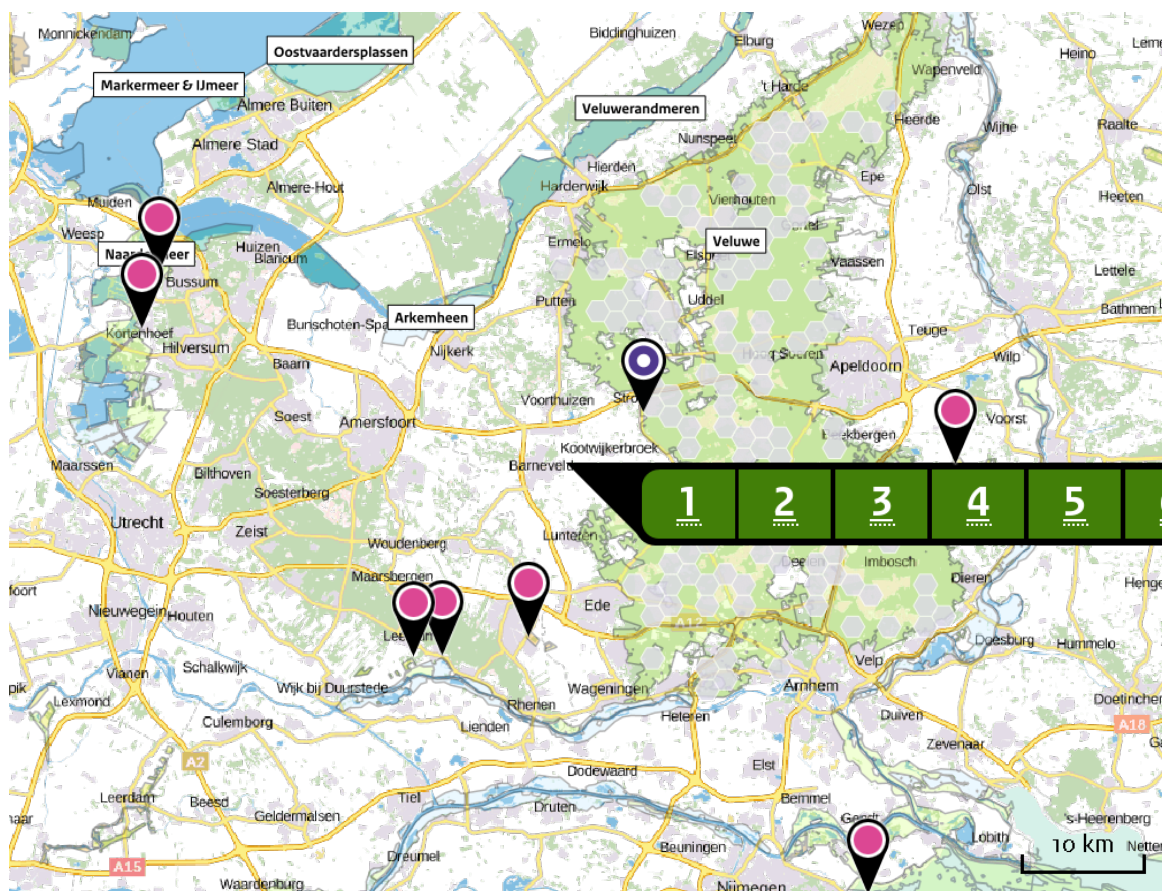 Monnickendam
Biddinghuizen
Elburg
Wezep
Heino
Oostvaardersplassen
Wapenveld
Markermeer & IJmeer
't Harde
Almere Buiten
Veluwerandmeren
Heerde
Wijhe
Raalte
Almere Stad
Nunspeet
Hierden
Harderwijk
Almere-Hout
Epe
Olst
Heeten
Muiden
Vierhouten
Weesp
Huizen
Blaricum
Ermelo
Veluwe
Vaassen
Lettele
Bussum
Putten
Uddel
Bathmen
Arkemheen
Kortenhoef
Hilversum
Nijkerk
Teuge
Wilp
Baarn
Apeldoorn
Voorthuizen
Soest
Amersfoort
Voorst
Beekbergen
Kootwijkerbroek
Maarssen
Bilthoven
Barneveld
Soesterberg
1 2 3 4 5
Utrecht
Zeist
Woudenberg
Lunteren
Imbosch
Maarsbergen
Dieren
Nieuwegein
Houten
Ede
Doesburg
Hummelo
Schalkwijk
Velp
Vianen
Wijk bij Duurstede
Wageningen
Arnhem
Lexmond
Rhenen
Doetinchem
Culemborg
Lienden
Heteren
Duiven
A18
Zevenaar
A2
Elst
Dodewaard
Leerdam
Beesd
Tiel
Druten
Bemmel
Geldermalsen
Gendt
's-Heerenberg
Lobith
10 km
Beuningen
A15
Dreumel
Waardenburg
Nijmegen